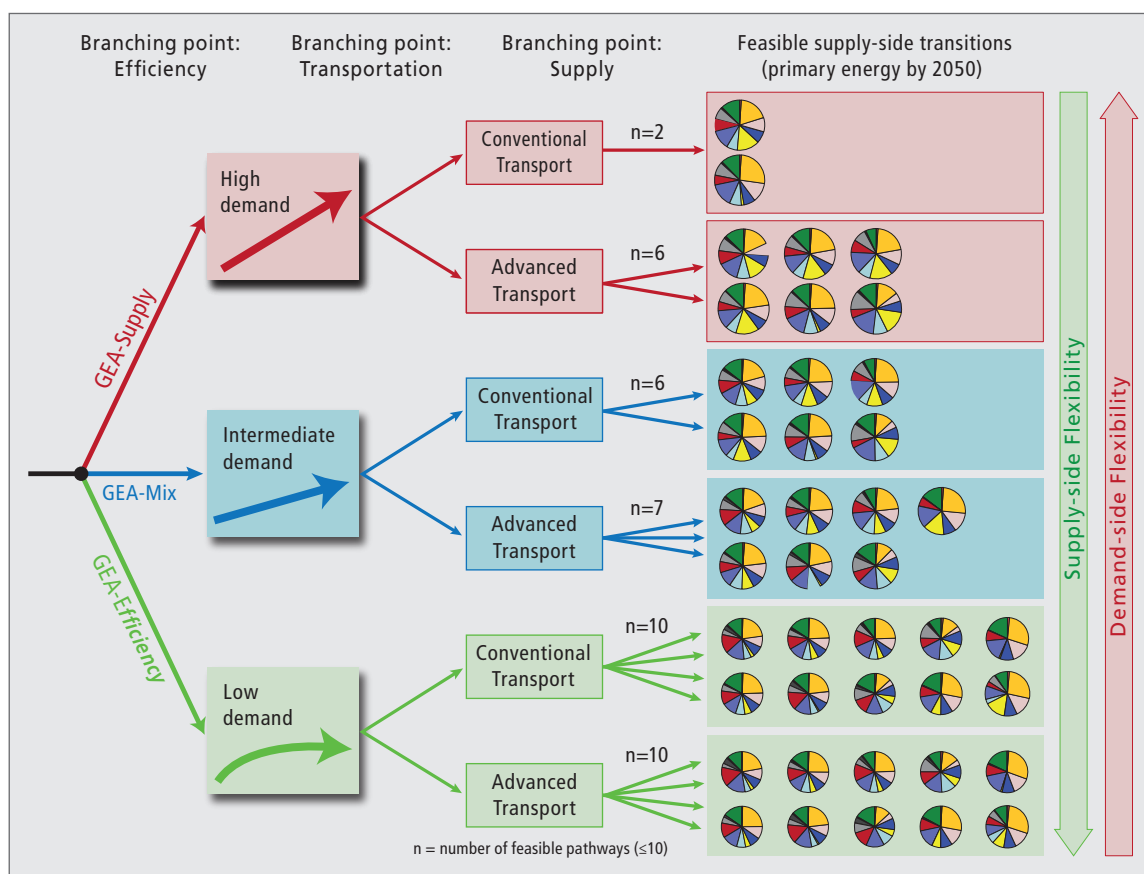 Branching point:
Efficiency
Branching point:
Transportation
Branching point:
Supply
Feasible supply-side transitions
(primary energy by 2050)
GEA-Supply
GEA-Mix
GEA-Efficiency
High
demand
Intermediate
demand
Low
demand
Conventional
Transport
n=2
Advanced
Transport
n=6
Conventional
Transport
n=6
Advanced
Transport
n=7
Conventional
Transport
n=10
Advanced
Transport
n=10
n = number of feasible pathways (≤10)
Supply-side Flexibility
Demand-side Flexibility